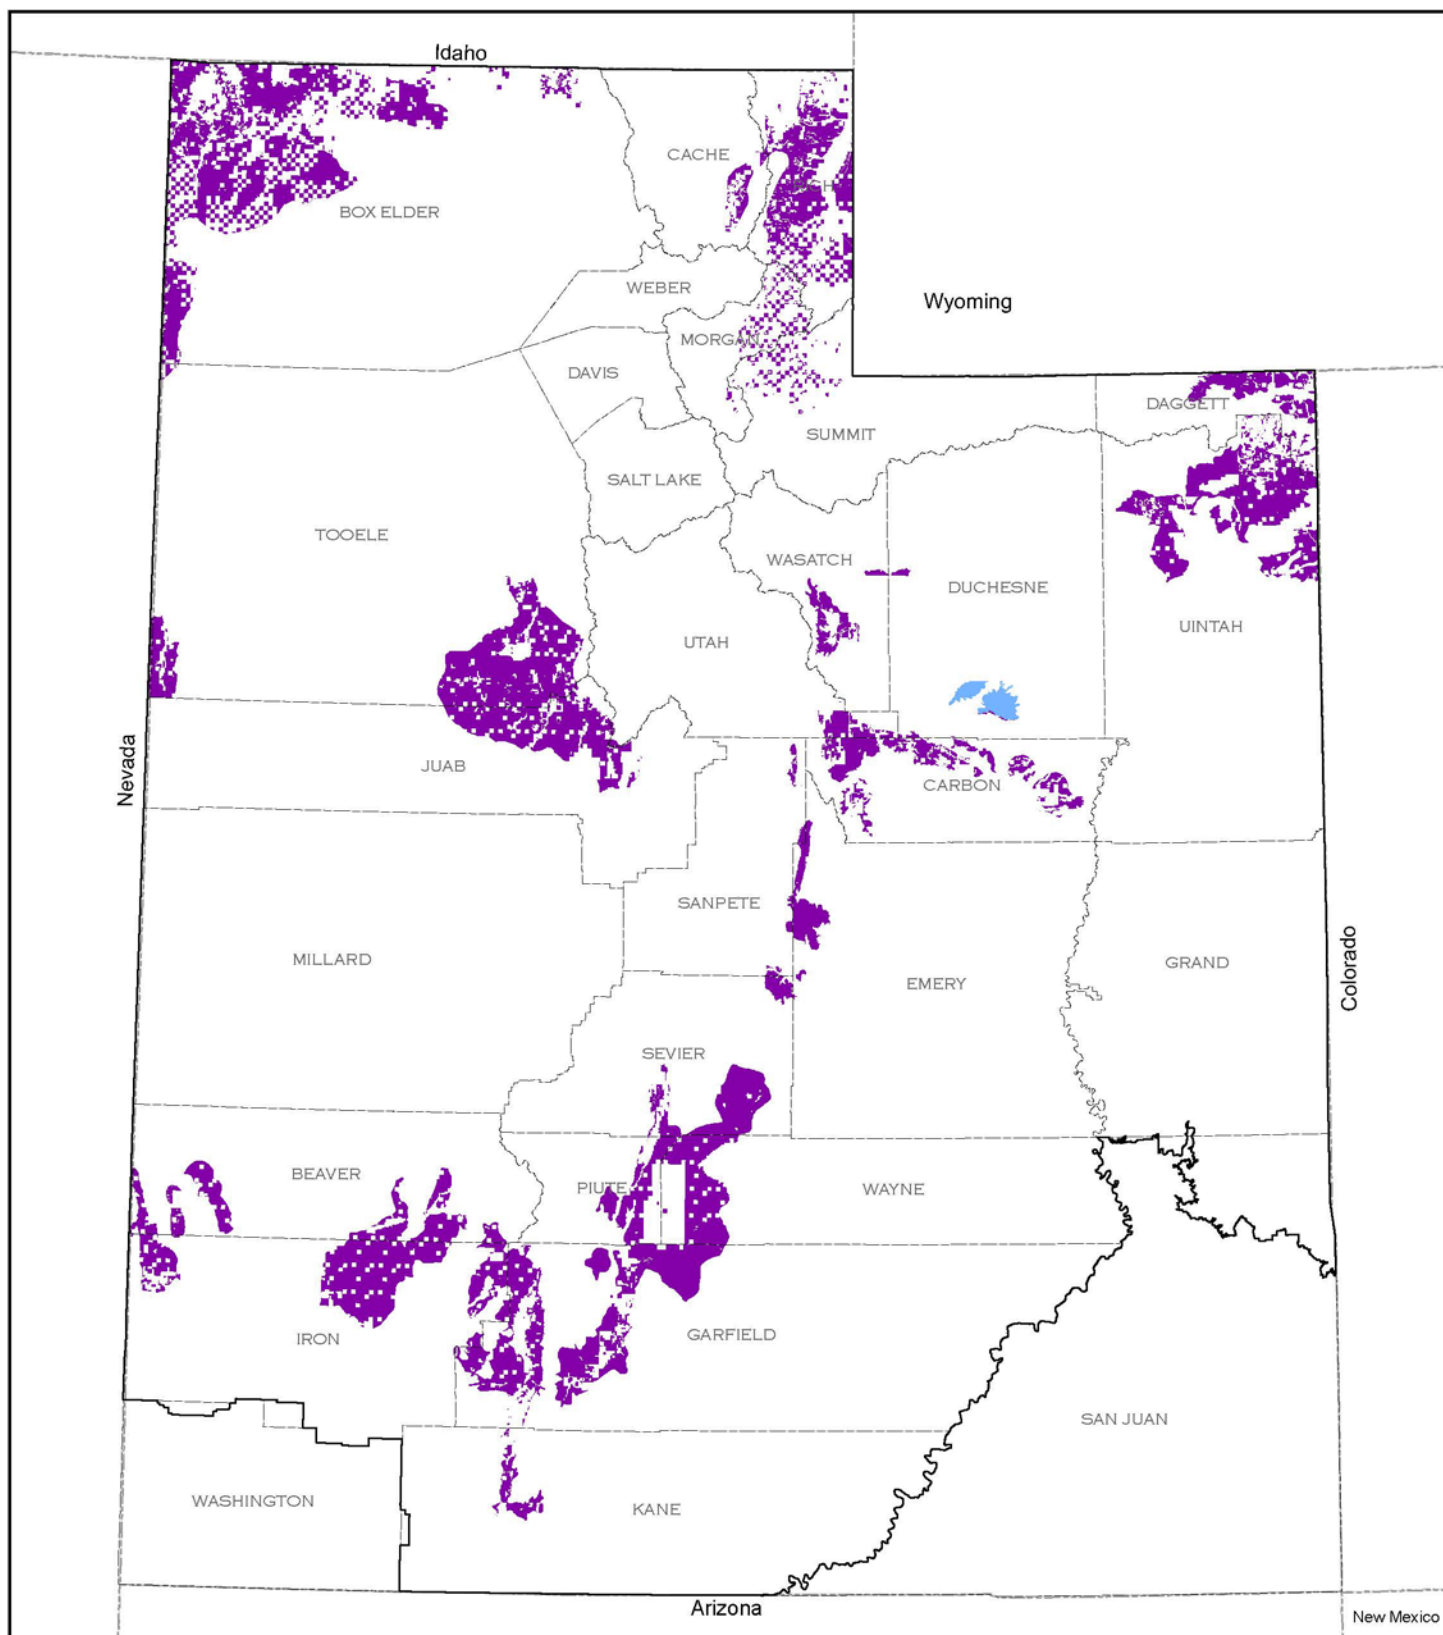 Idaho
CACHE
RICH
BOX ELDER
WEBER
Wyoming
MORGAN
DAVIS
DAGGETT
SUMMIT
SALT LAKE
TOOELE
WASATCH
DUCHESNE
UINTAH
UTAH
Nevada
JUAB
CARBON
SANPETE
MILLARD
EMERY
GRAND
Colorado
SEVIER
BEAVER
PIUTE
WAYNE
IRON
GARFIELD
SAN JUAN
WASHINGTON
KANE
Arizona
New Mexico